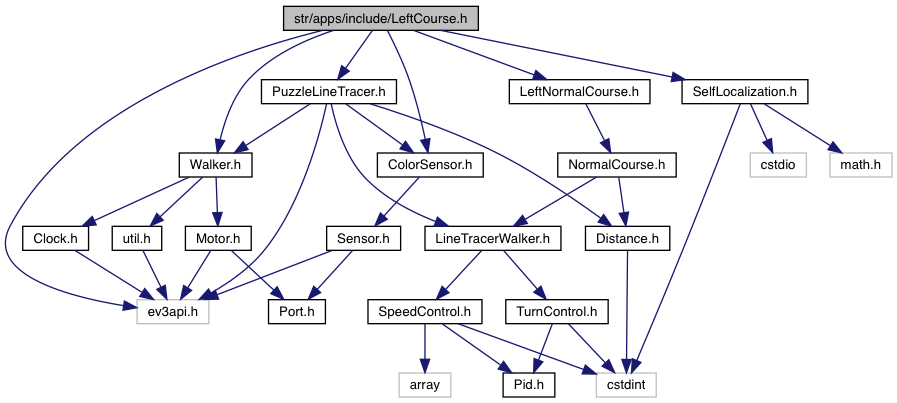 str/apps/include/LeftCourse.h
PuzzleLineTracer.h
LeftNormalCourse.h
SelfLocalization.h
Walker.h
ColorSensor.h
NormalCourse.h
cstdio
math.h
Clock.h
util.h
Motor.h
Sensor.h
LineTracerWalker.h
Distance.h
ev3api.h
Port.h
SpeedControl.h
TurnControl.h
array
Pid.h
cstdint